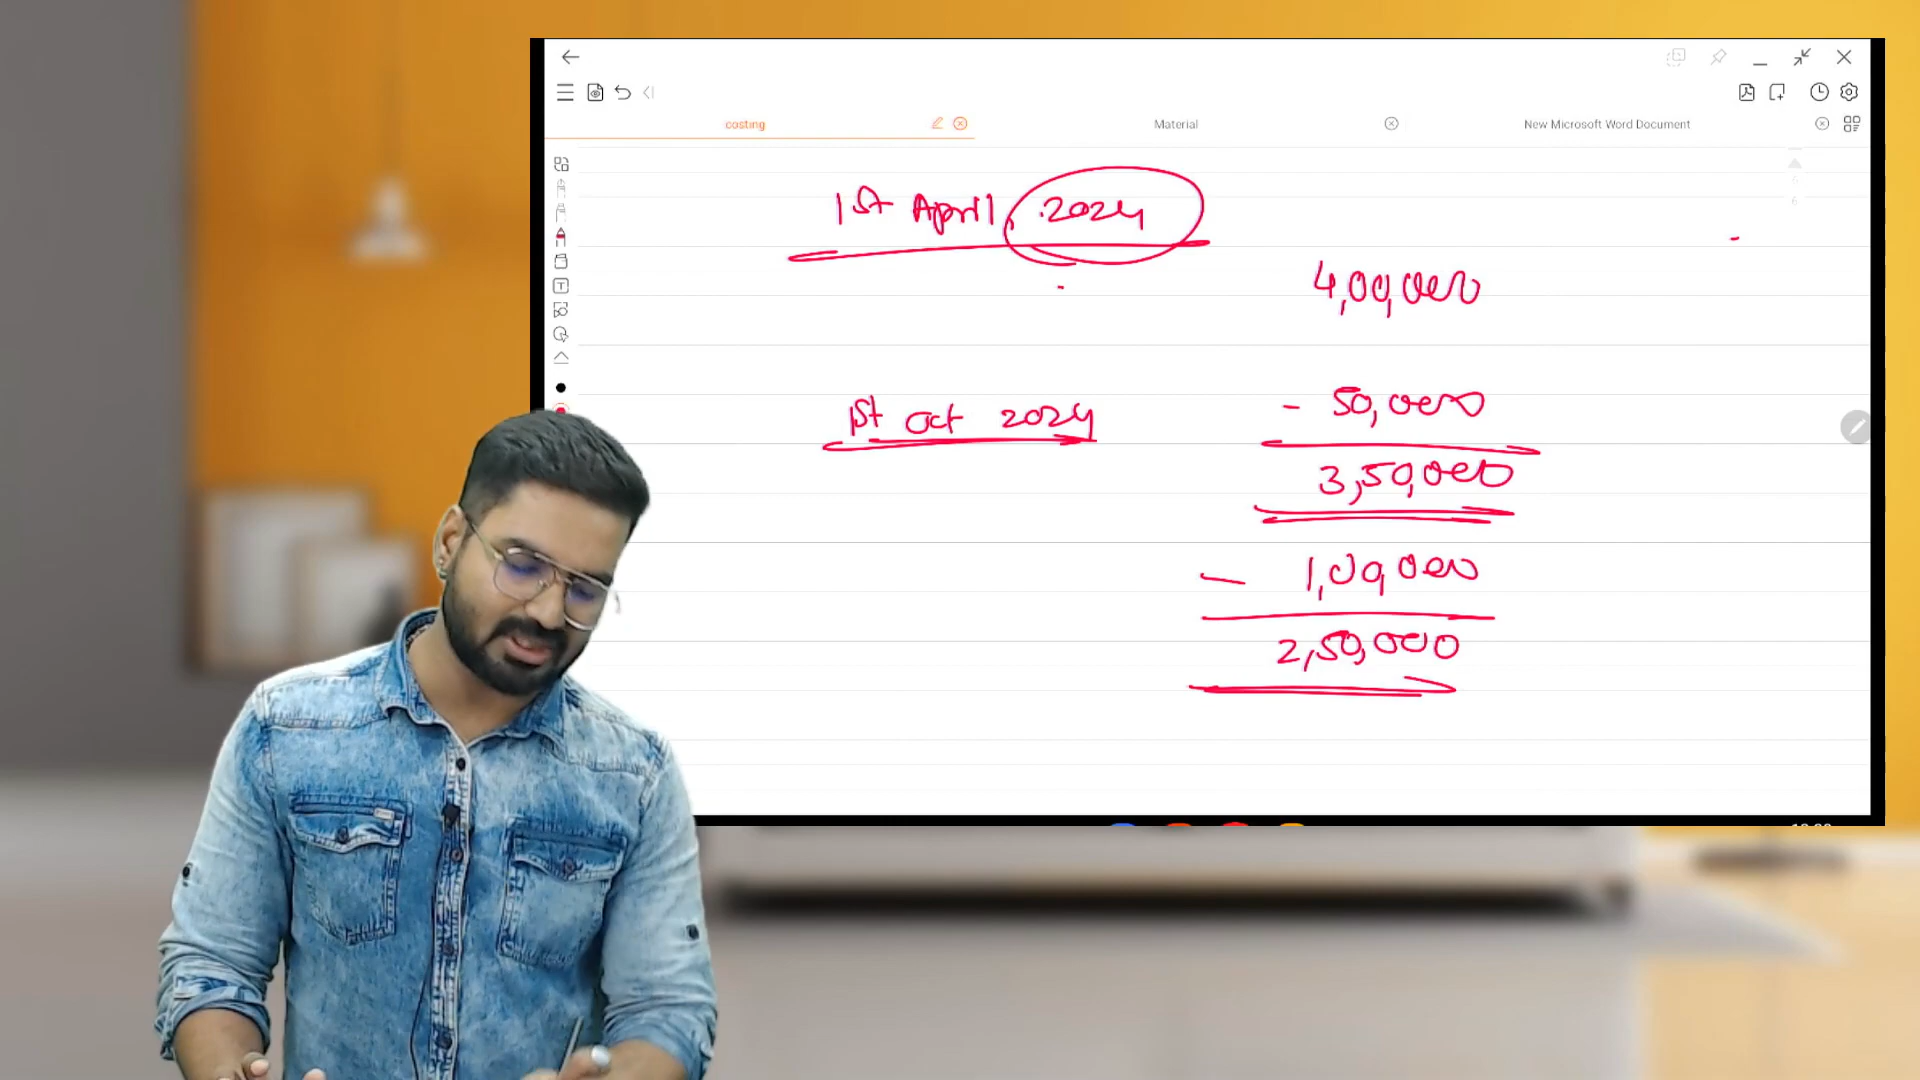 costing Material New Microsoft Word Document
1st April, 2024
4,00,000
1st Oct 2024 - 50,000
3,50,000
- 1,00,000
2,50,000